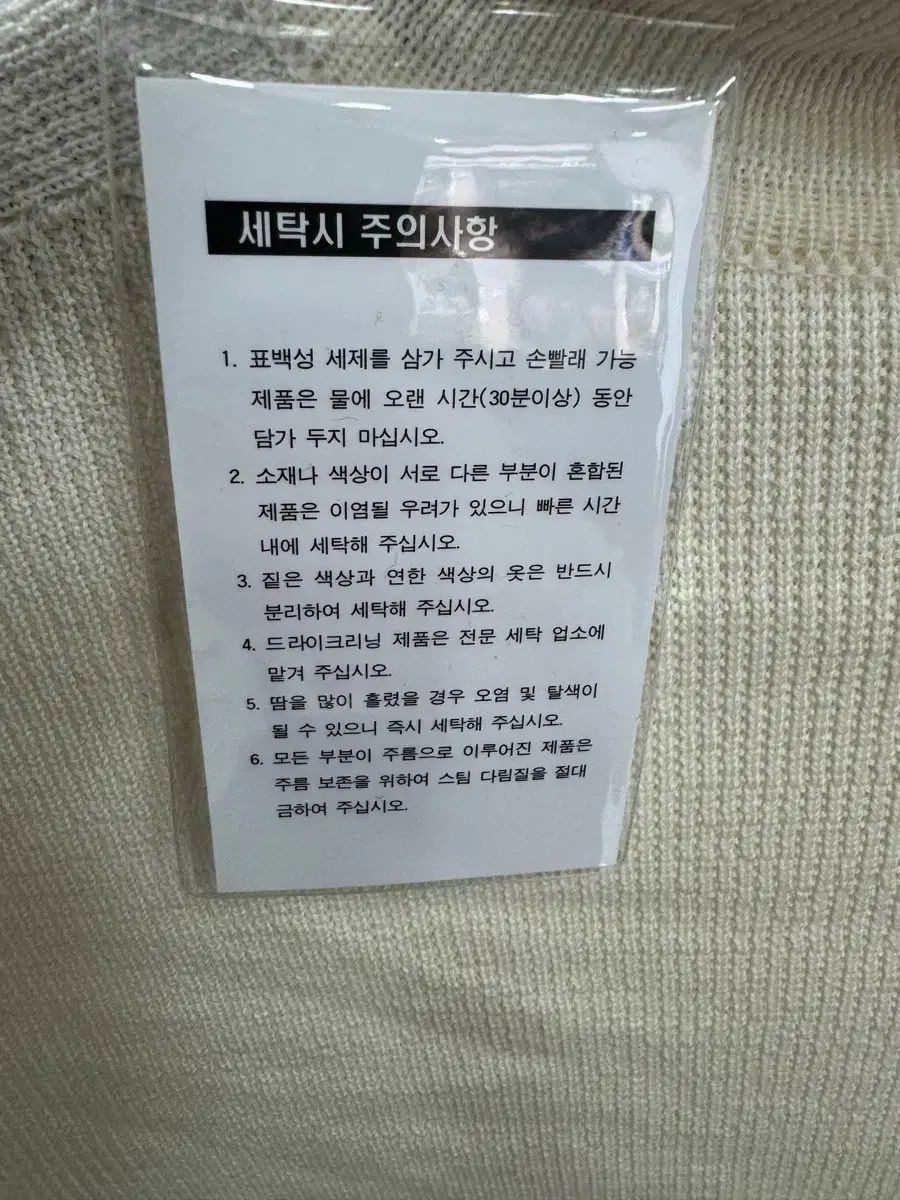 세탁시 주의사항
1. 표백성 세제를 삼가 주시고 손빨래 가능
제품은 물에 오랜 시간(30분이상) 동안
담가 두지 마십시오.
2. 소재나 색상이 서로 다른 부분이 혼합된
제품은 이염될 우려가 있으니 빠른 시간
내에 세탁해 주십시오.
3. 짙은 색상과 연한 색상의 옷은 반드시
분리하여 세탁해 주십시오.
4. 드라이크리닝 제품은 전문 세탁 업소에
맡겨 주십시오.
5. 땀을 많이 흘렸을 경우 오염 및 탈색이
될 수 있으니 즉시 세탁해 주십시오.
6. 모든 부분이 주름으로 이루어진 제품은
주름 보존을 위하여 스팀 다림질을 절대
금하여 주십시오.